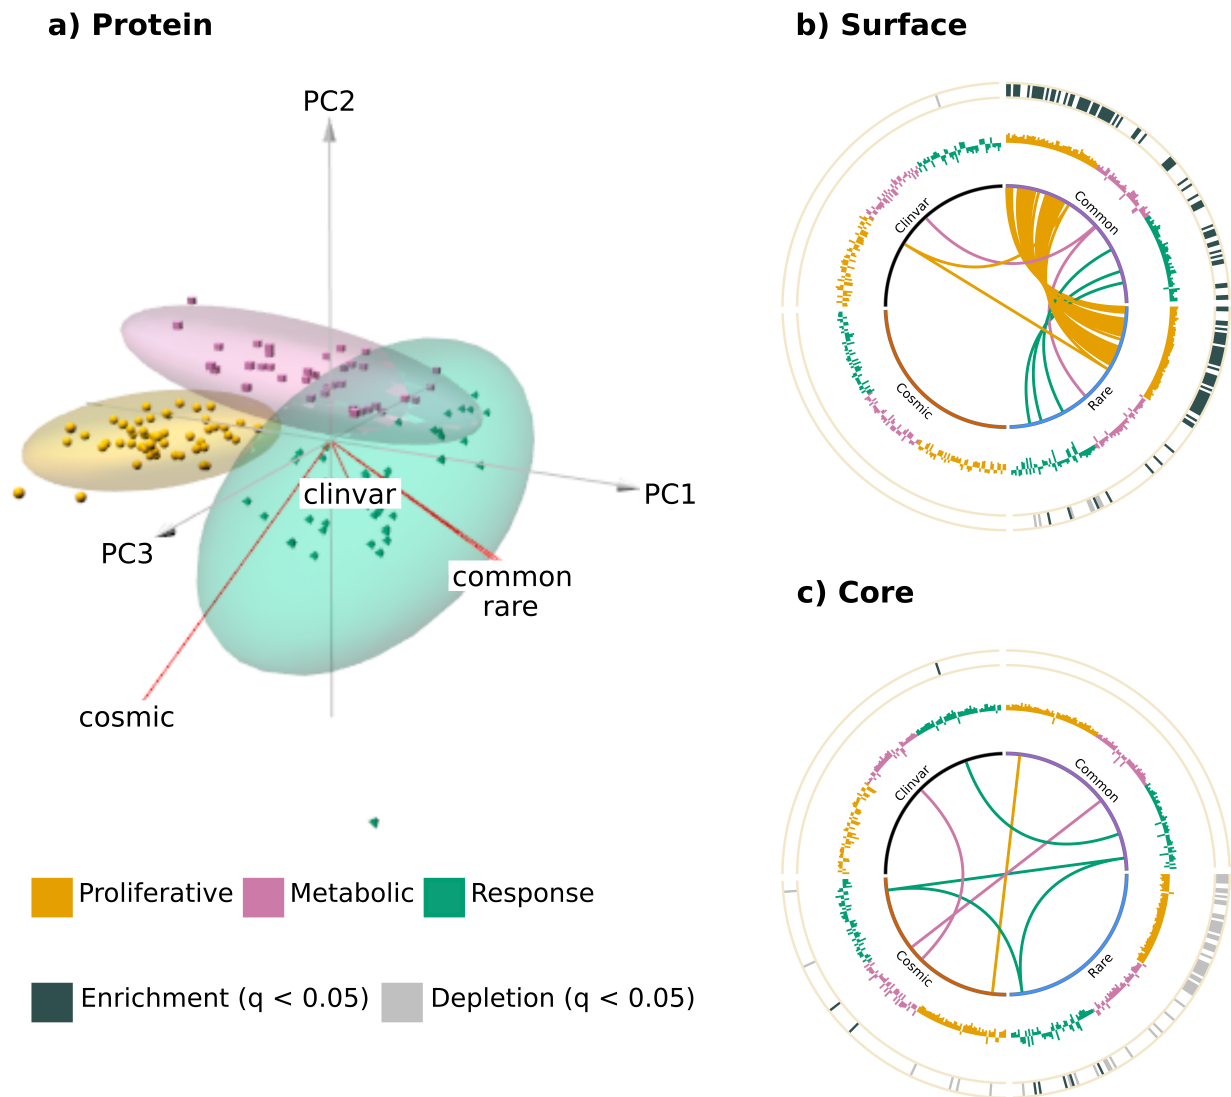 a) Protein
PC2
PC1
PC3
clinvar
common
rare
cosmic
Proliferative
Metabolic
Response
Enrichment (q < 0.05)
Depletion (q < 0.05)
b) Surface
Clinvar
Common
Cosmic
Rare
c) Core
Clinvar
Common
Cosmic
Rare